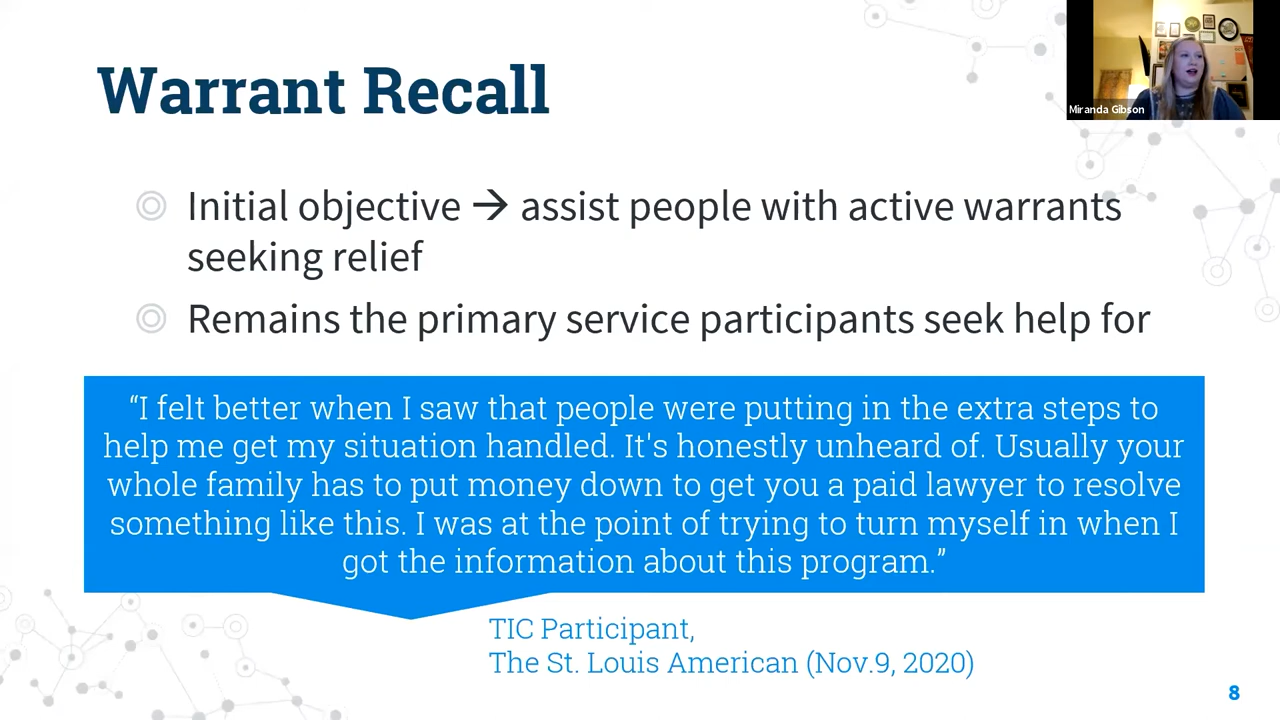 Warrant Recall
Miranda Gibson
Initial objective → assist people with active warrants
seeking relief
Remains the primary service participants seek help for
“I felt better when I saw that people were putting in the extra steps to
help me get my situation handled. It's honestly unheard of. Usually your
whole family has to put money down to get you a paid lawyer to resolve
something like this. I was at the point of trying to turn myself in when I
got the information about this program.”
TIC Participant,
The St. Louis American (Nov.9, 2020)
8